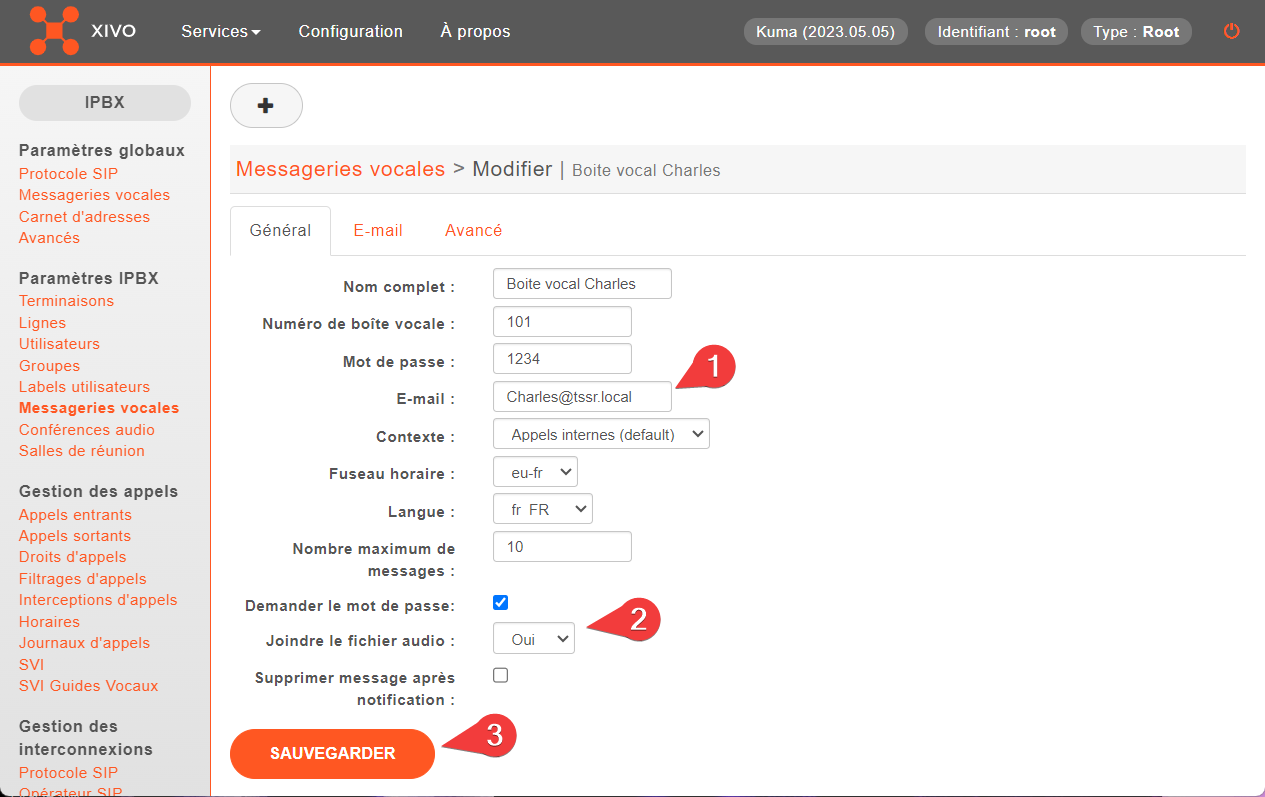 XIVO
Services
Configuration
À propos
Kuma (2023.05.05)
Identifiant : root
Type : Root
IPBX
Paramètres globaux
Protocole SIP
Messageries vocales
Carnet d'adresses
Avancés
Paramètres IPBX
Terminaisons
Lignes
Utilisateurs
Groupes
Labels utilisateurs
Messageries vocales
Conférences audio
Salles de réunion
Gestion des appels
Appels entrants
Appels sortants
Droits d'appels
Filtrages d'appels
Interceptions d'appels
Horaires
Journaux d'appels
SVI
SVI Guides Vocaux
Gestion des
interconnexions
Protocole SIP
Opérateur SIP
Messageries vocales > Modifier | Boite vocal Charles
Général
E-mail
Avancé
Nom complet : Boite vocal Charles
Numéro de boîte vocale : 101
Mot de passe : 1234
1
E-mail : Charles@tssr.local
Contexte : Appels internes (default)
Fuseau horaire : eu-fr
Langue : fr FR
Nombre maximum de
messages : 10
Demander le mot de passe:
2
Joindre le fichier audio : Oui
Supprimer message après
notification :
3
SAUVEGARDER